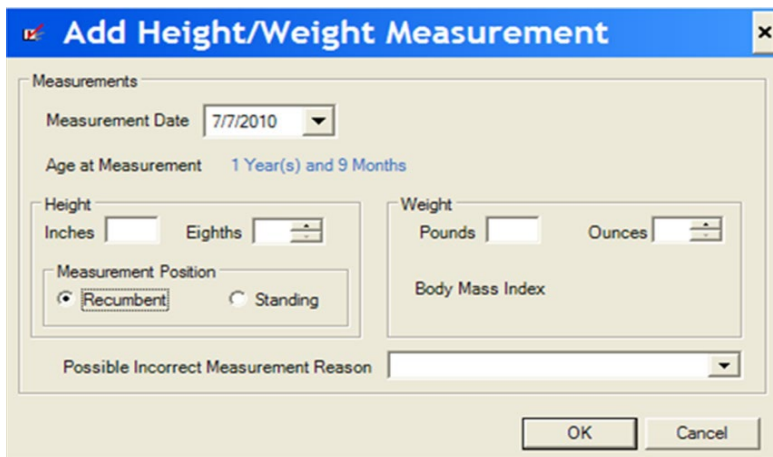 Add Height/Weight Measurement
Measurements
Measurement Date 7/7/2010
Age at Measurement 1 Year(s) and 9 Months
Height
Inches Eighths
Measurement Position
Recumbent Standing
Weight
Pounds Ounces
Body Mass Index
Possible Incorrect Measurement Reason
OK Cancel